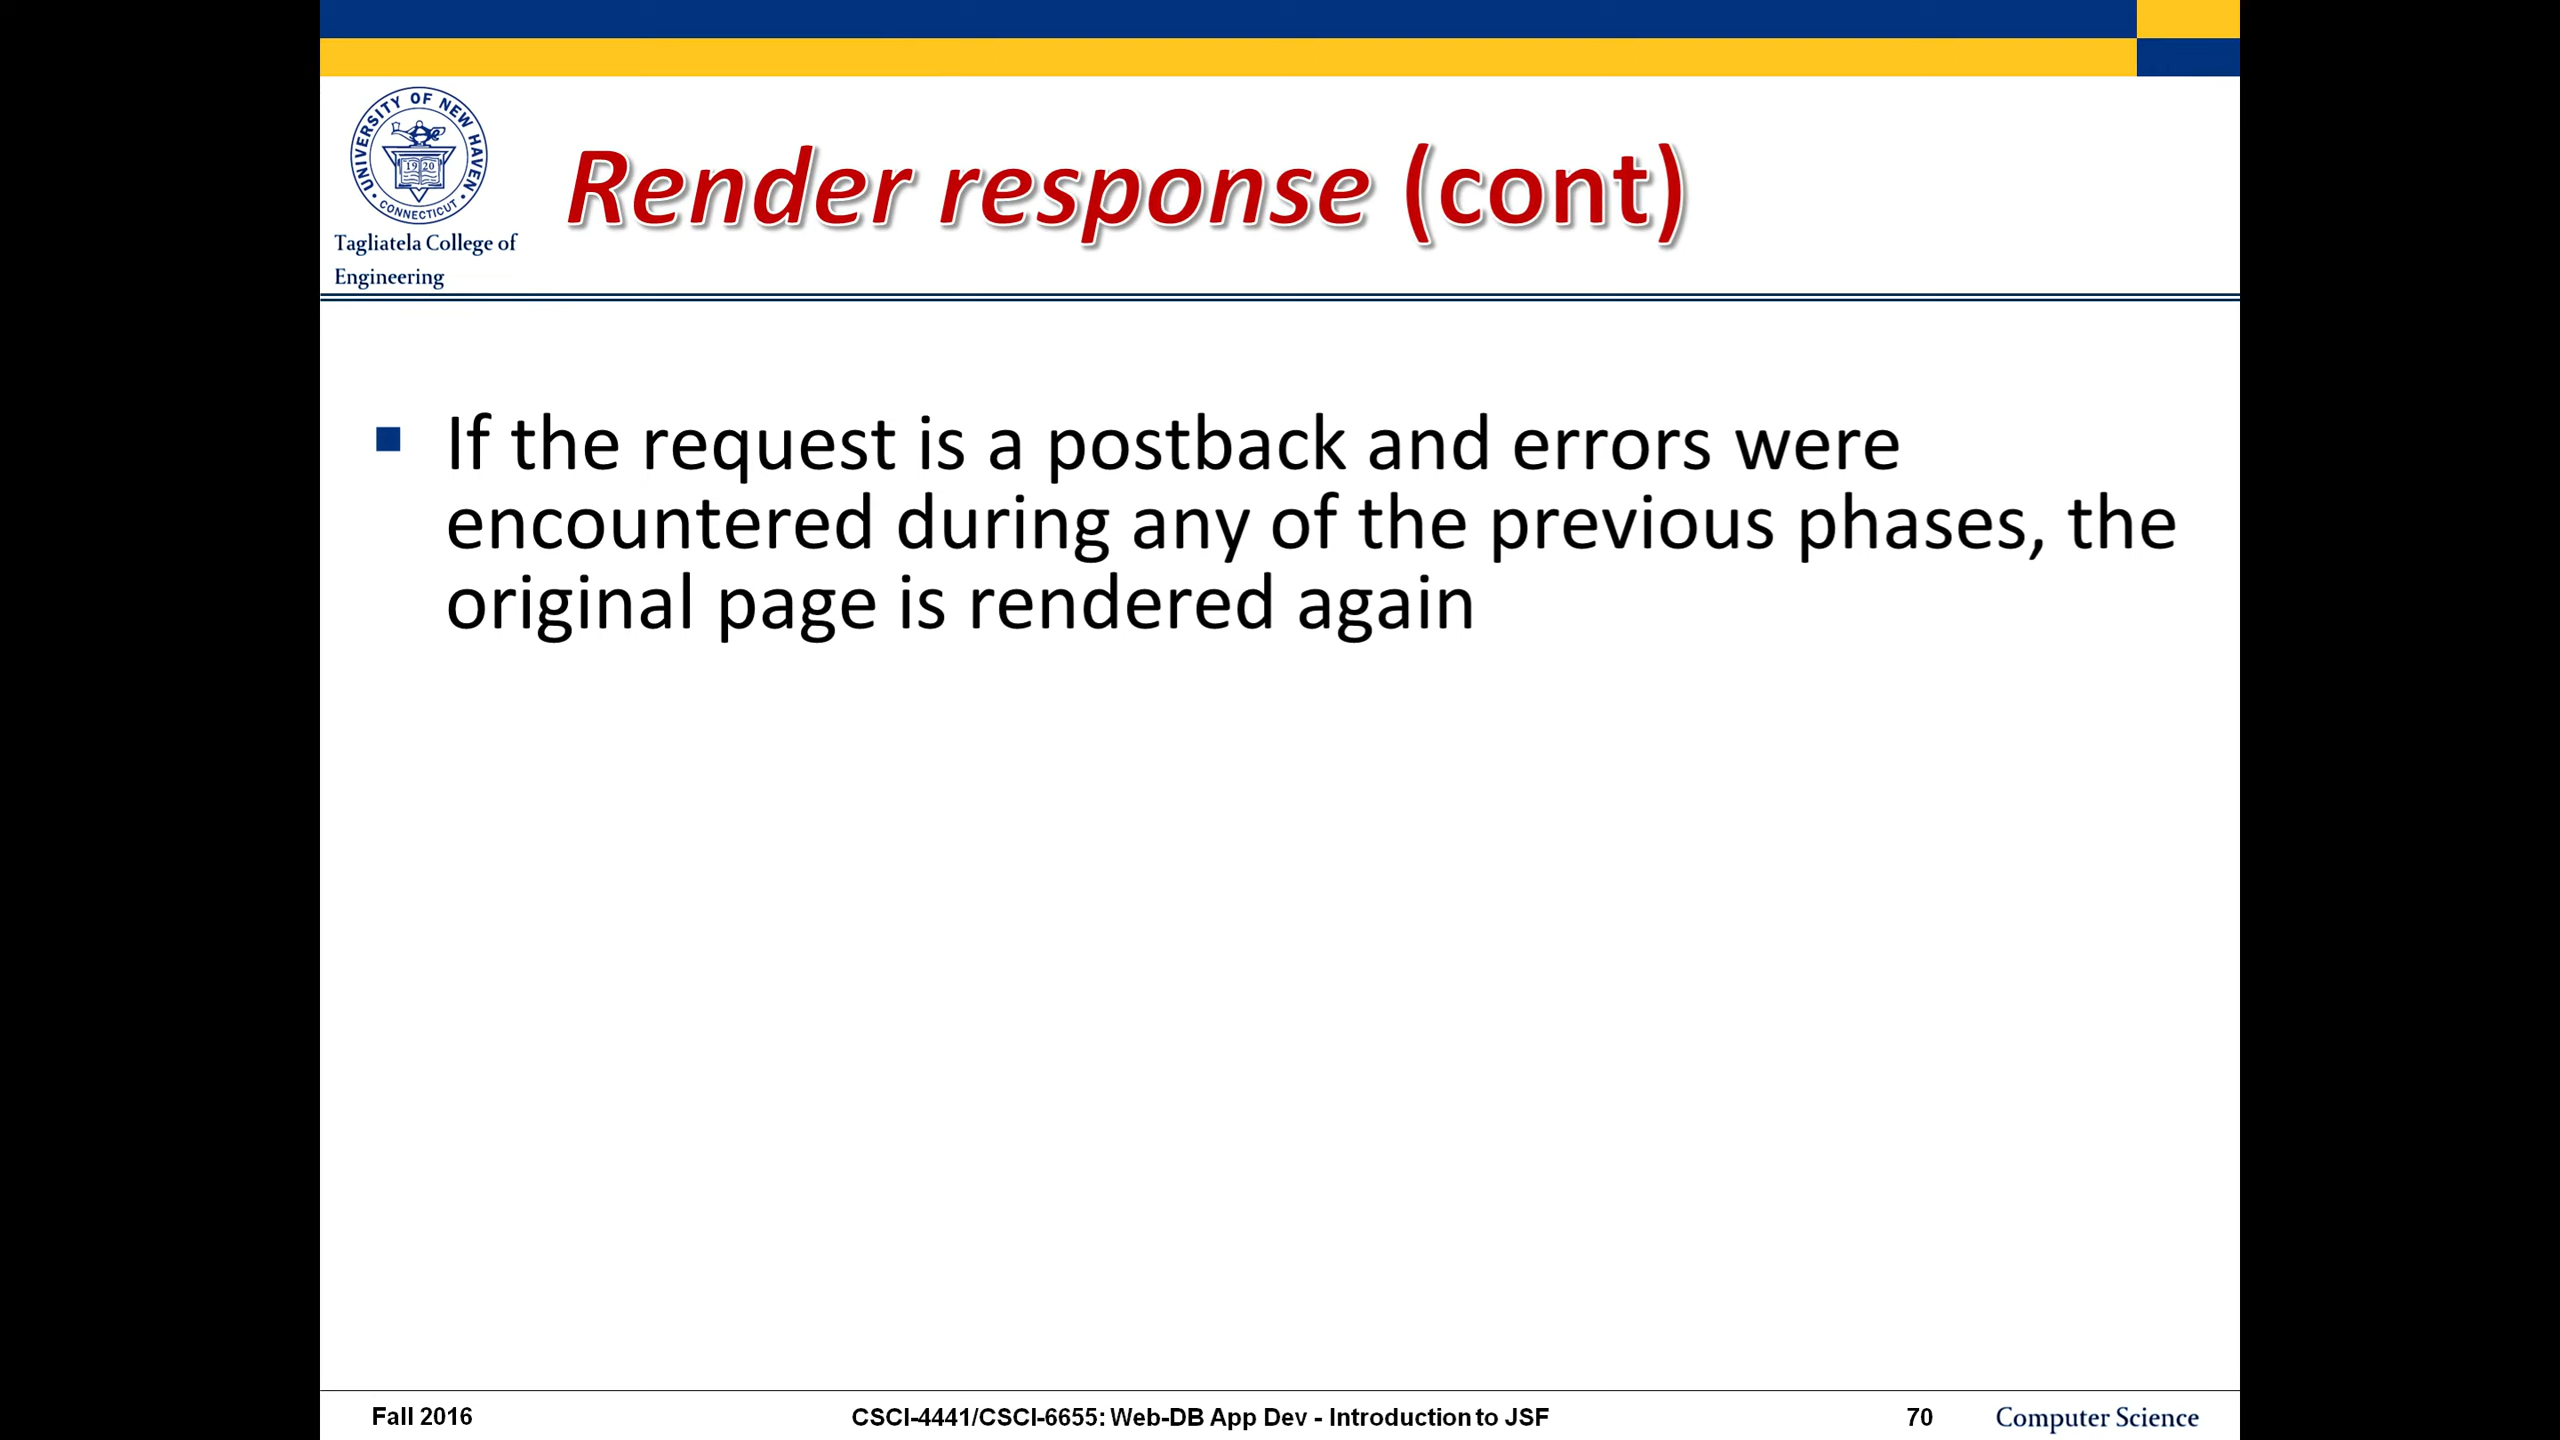 UNIVERSITY OF NEW HAVEN
1920
CONNECTICUT
Tagliatela College of
Engineering
Render response (cont)
If the request is a postback and errors were
encountered during any of the previous phases, the
original page is rendered again
Fall 2016
CSCI-4441/CSCI-6655: Web-DB App Dev - Introduction to JSF
70
Computer Science